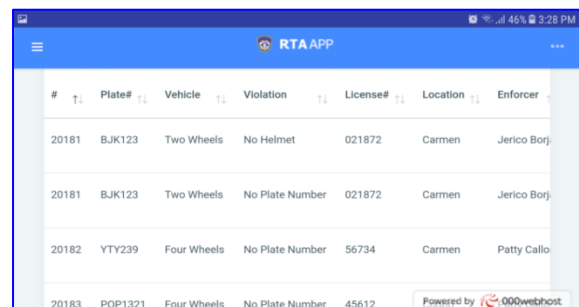 46% 3:28 PM
RTA APP
# Plate# Vehicle Violation License# Location Enforcer
20181 BJK123 Two Wheels No Helmet 021872 Carmen Jerico Borj
20181 BJK123 Two Wheels No Plate Number 021872 Carmen Jerico Borj
20182 YTY239 Four Wheels No Plate Number 56734 Carmen Patty Callo
20183 POP1321 Four Wheels No Plate Number 45612
Powered by 000webhost